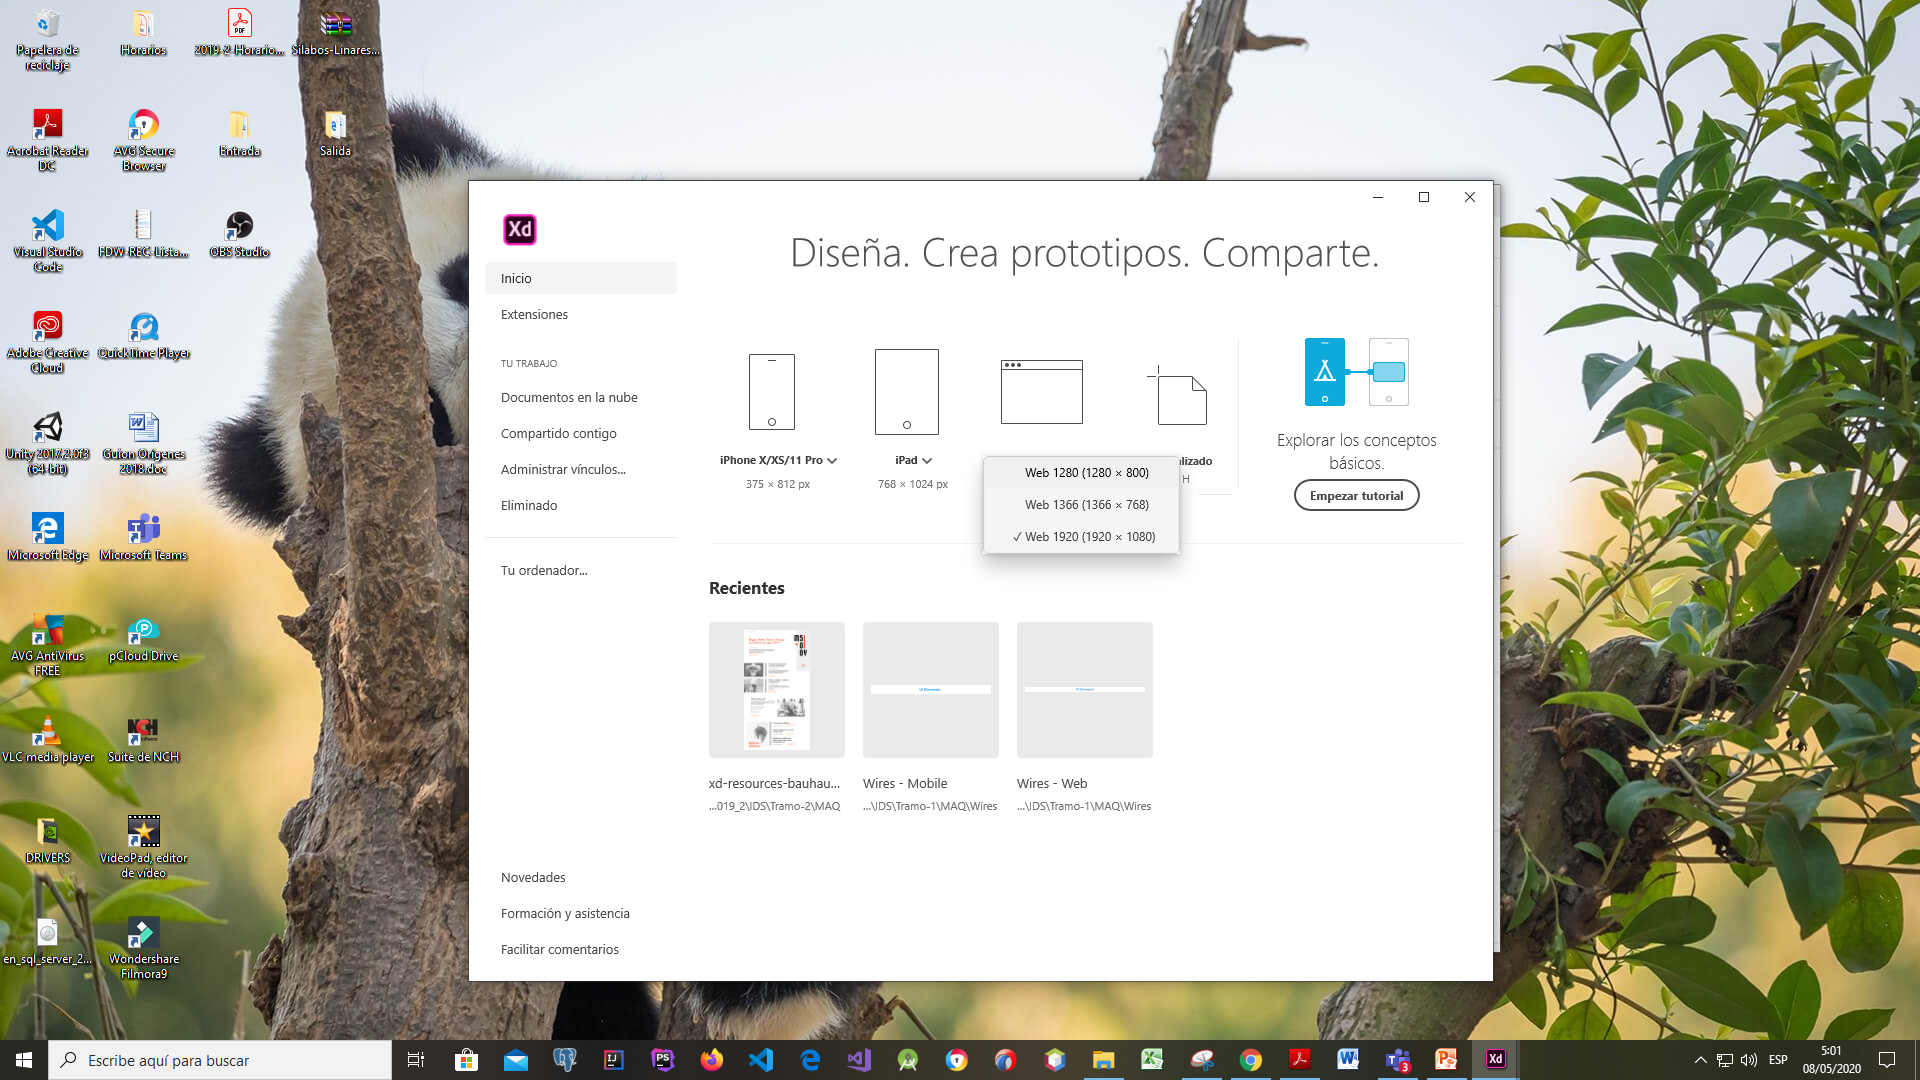 Papelera de
reciclaje
Horarios
2019-2-Horario...
Silabos-Linares...
Acrobat Reader
DC
AVG Secure
Browser
Entrada
Salida
Visual Studio
Code
FDW-REC-Lista...
OBS Studio
Adobe Creative
Cloud
QuickTime Player
Unity 2017.2.0f3
(64-bit)
Guion Orígenes
2018.doc
Microsoft Edge
Microsoft Teams
AVG AntiVirus
FREE
pCloud Drive
VLC media player
Suite de NCH
DRIVERS
VideoPad, editor
de vídeo
en_sql_server_2...
Wondershare
Filmora9
Xd
Inicio
Extensiones
TU TRABAJO
Documentos en la nube
Compartido contigo
Administrar vínculos...
Eliminado
Tu ordenador...
Novedades
Formación y asistencia
Facilitar comentarios
Diseña. Crea prototipos. Comparte.
iPhone X/XS/11 Pro
375 × 812 px
iPad
768 × 1024 px
Web 1280 (1280 × 800)
Web 1366 (1366 × 768)
✓ Web 1920 (1920 × 1080)
alizado
H
Explorar los conceptos
básicos.
Empezar tutorial
Recientes
xd-resources-bauhau...
...019_2\IDS\Tramo-2\MAQ
Wires - Mobile
...\IDS\Tramo-1\MAQ\Wires
Wires - Web
...\IDS\Tramo-1\MAQ\Wires
Escribe aquí para buscar
ESP
5:01
08/05/2020